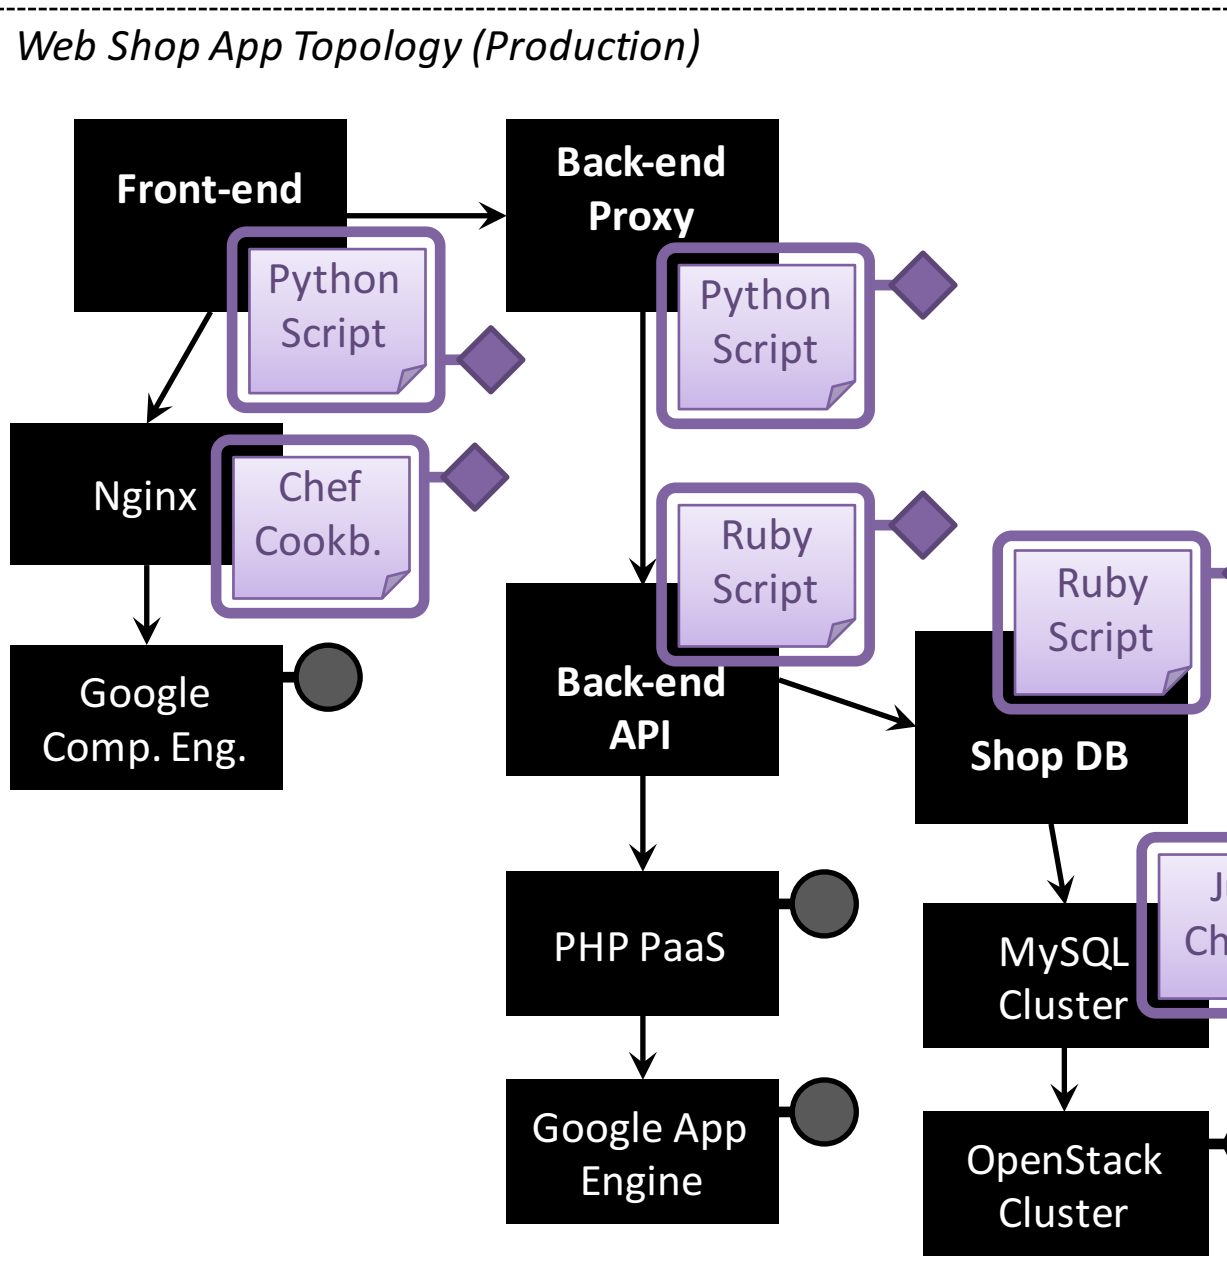 Web Shop App Topology (Production)
Front-end
Back-end
Proxy
Python
Script
Python
Script
Nginx
Chef
Cookb.
Ruby
Script
Ruby
Script
Google
Comp. Eng.
Back-end
API
Shop DB
PHP PaaS
MySQL
Cluster
Google App
Engine
OpenStack
Cluster